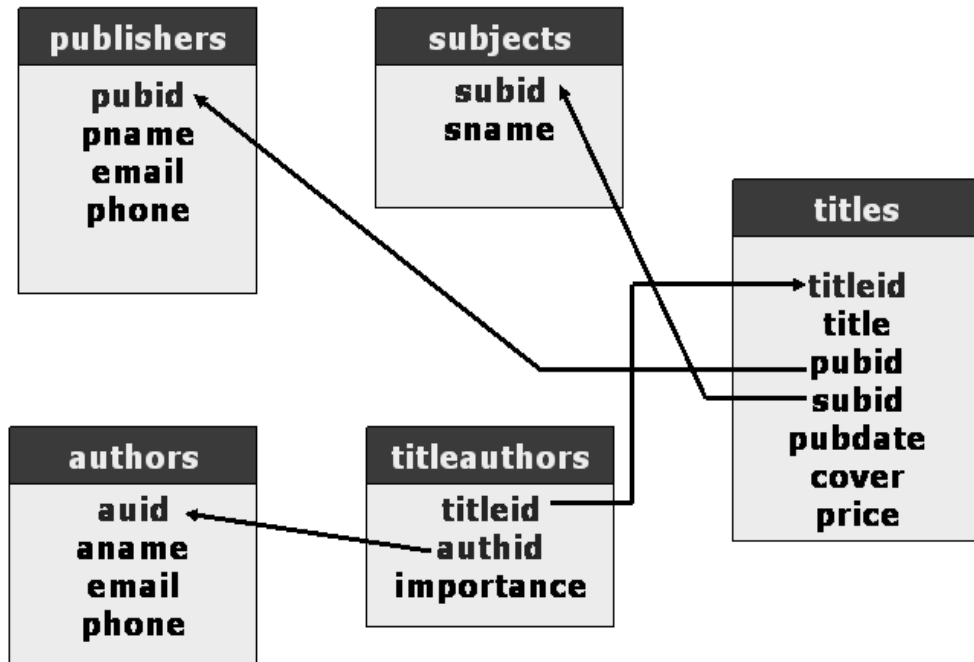 publishers
pubid
pname
email
phone
subjects
subid
sname
titles
titleid
title
pubid
subid
pubdate
cover
price
authors
auid
aname
email
phone
titleauthors
titleid
authid
importance